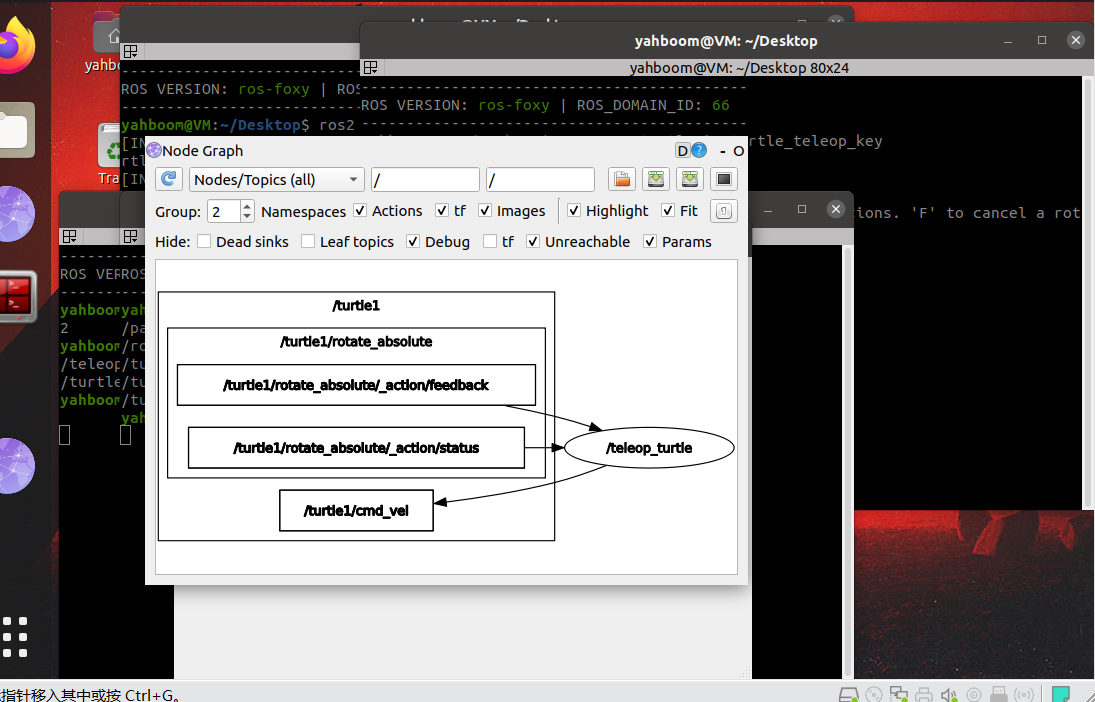 yahboom@VM: ~/Desktop
yahboom@VM: ~/Desktop 80x24
ROS VERSION: ros-foxy | ROS_DOMAIN_ID: 66
rtle_teleop_key
ions. 'F' to cancel a rot
yahbo
Tra
ROS VERSION: ros-foxy | ROS
yahboom@VM:~/Desktop$ ros2
[IN
rtl
[IN
Node Graph
D
- O
Nodes/Topics (all)
/
/
Group: 2 Namespaces Actions tf Images Highlight Fit
Hide: Dead sinks Leaf topics Debug tf Unreachable Params
/turtle1
/turtle1/rotate_absolute
/turtle1/rotate_absolute/_action/feedback
/turtle1/rotate_absolute/_action/status
/teleop_turtle
/turtle1/cmd_vel
ROS VER
ROS
yahboom
yah
2
/pa
yahboom
/ro
/teleop
/tu
/turtle
/tu
yahboom
/tu
yah
指针移入其中或按 Ctrl+G。